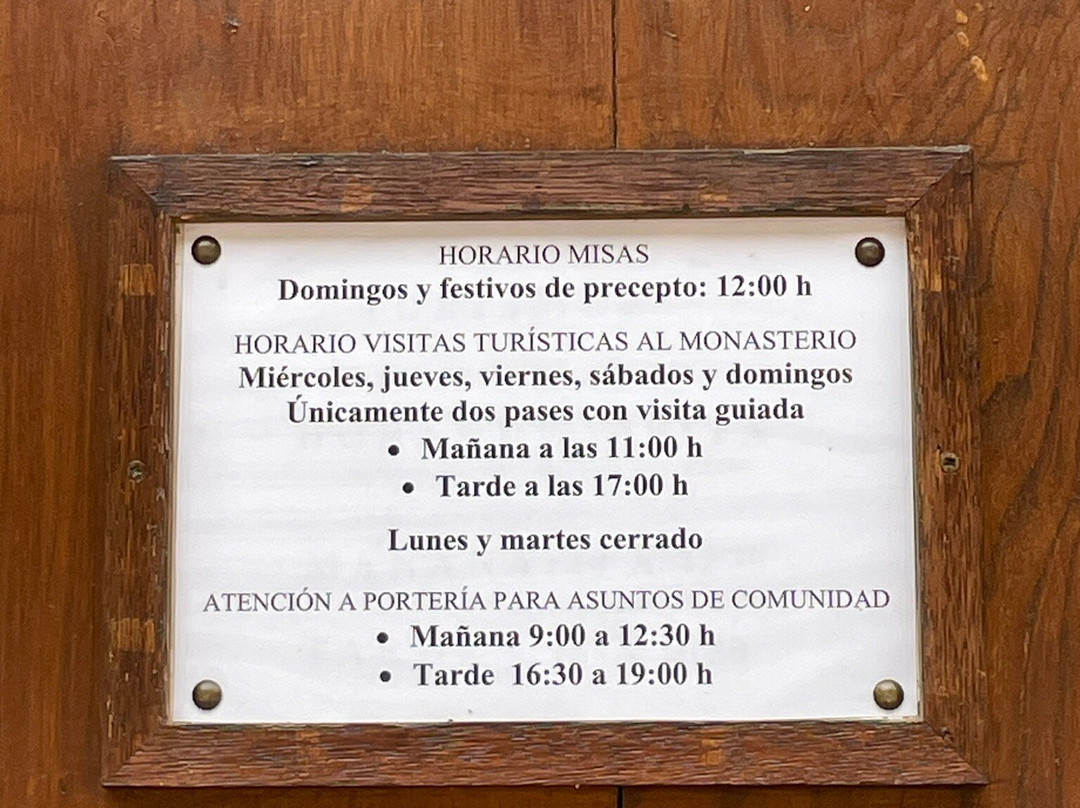 HORARIO MISAS
Domingos y festivos de precepto: 12:00 h
HORARIO VISITAS TURÍSTICAS AL MONASTERIO
Miércoles, jueves, viernes, sábados y domingos
Únicamente dos pases con visita guiada
• Mañana a las 11:00 h
• Tarde a las 17:00 h
Lunes y martes cerrado
ATENCIÓN A PORTERÍA PARA ASUNTOS DE COMUNIDAD
• Mañana 9:00 a 12:30 h
• Tarde 16:30 a 19:00 h